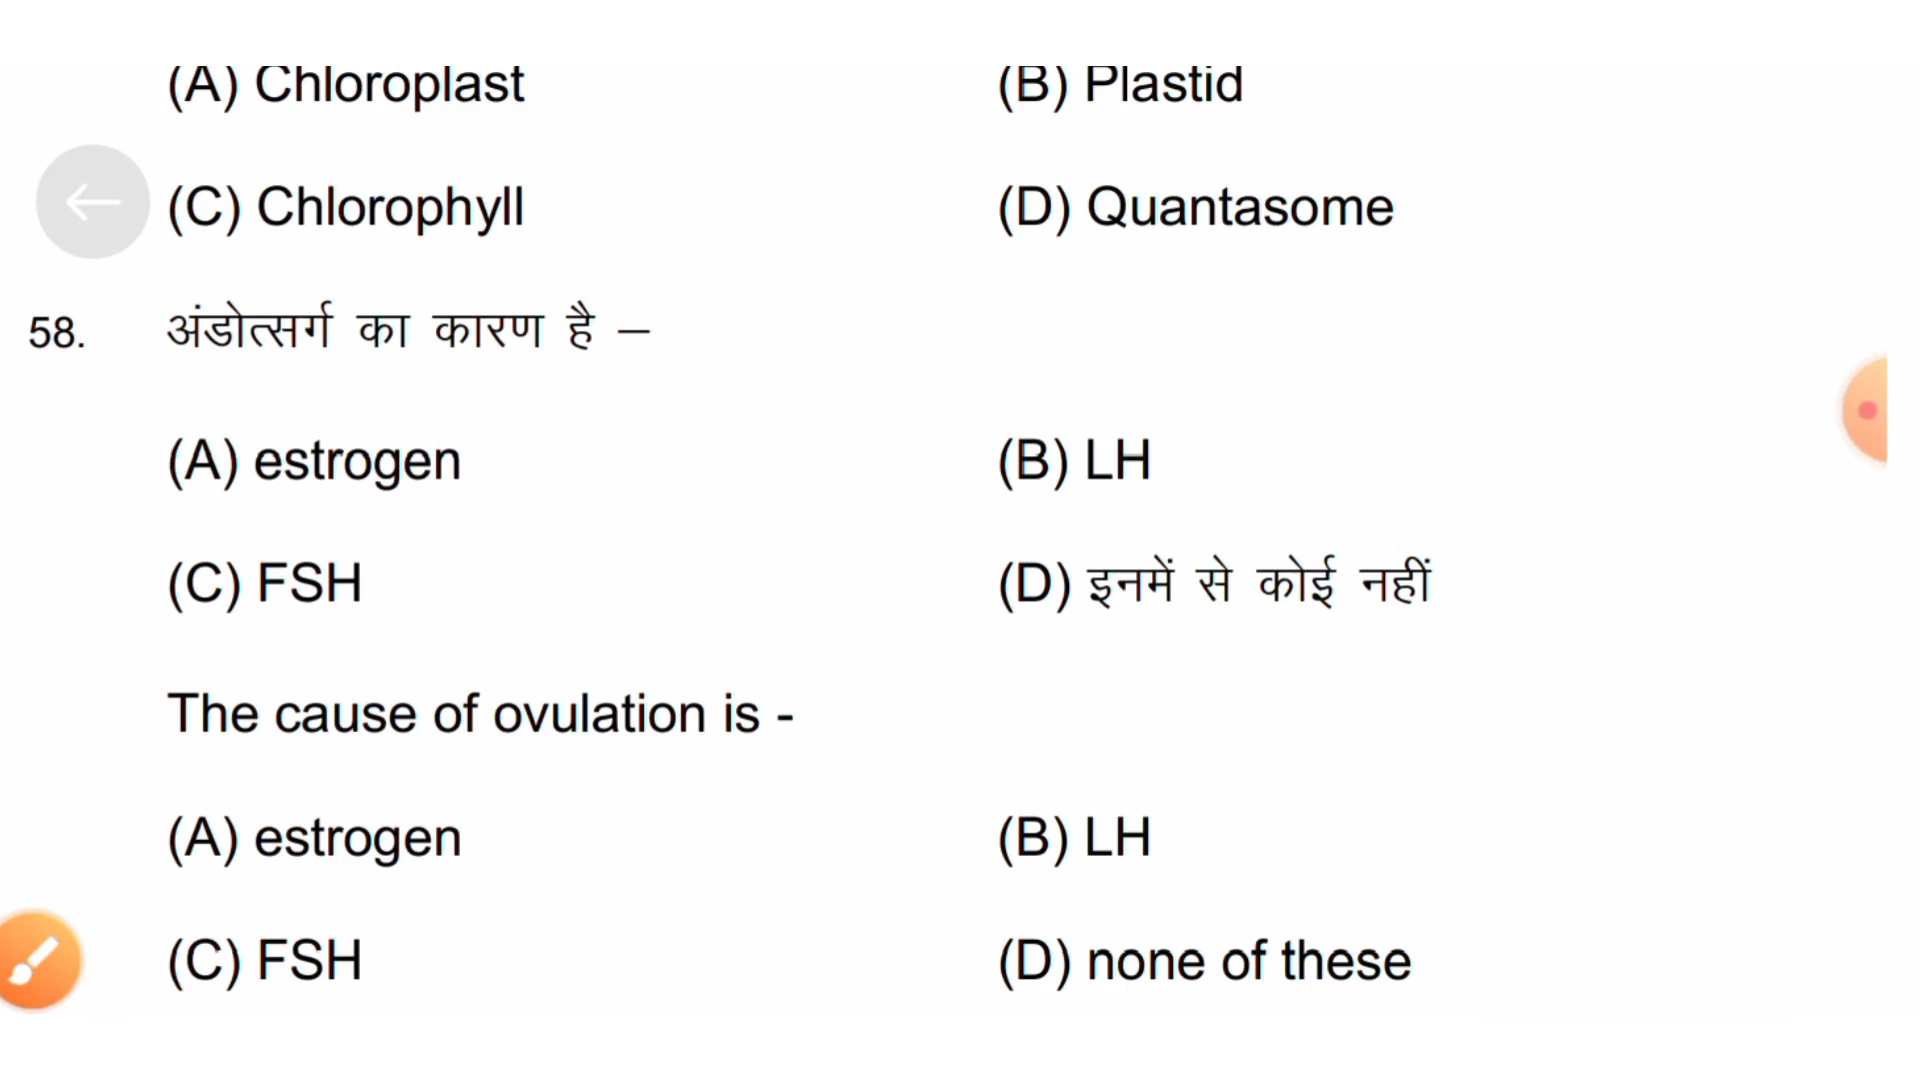 (A) Chloroplast (B) Plastid
(C) Chlorophyll (D) Quantasome
58. अंडोत्सर्ग का कारण है –
(A) estrogen (B) LH
(C) FSH (D) इनमें से कोई नहीं
The cause of ovulation is -
(A) estrogen (B) LH
(C) FSH (D) none of these